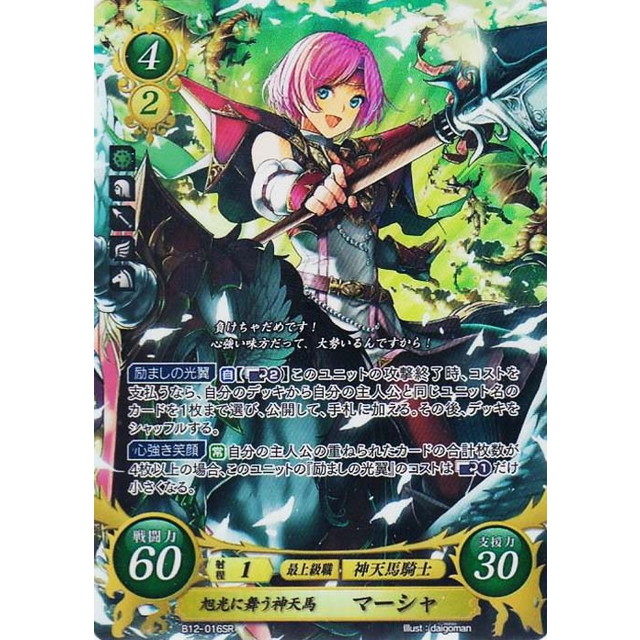 4
2
負けちゃだめです！
心強い味方だって、大勢いるんですから！
励ましの光翼 自【2】このユニットの攻撃終了時、コストを
支払うなら、自分のデッキから自分の主人公と同じユニット名の
カードを1枚まで選び、公開して、手札に加える。その後、デッキを
シャッフルする。
心強き笑顔 常 自分の主人公の重ねられたカードの合計枚数が
4枚以上の場合、このユニットの『励ましの光翼』のコストは1だけ
小さくなる。
戦闘力
60
射程 1 最上級職 神天馬騎士
支援力
30
旭光に舞う神天馬 マーシャ
B12-016SR
Illust：daigoman